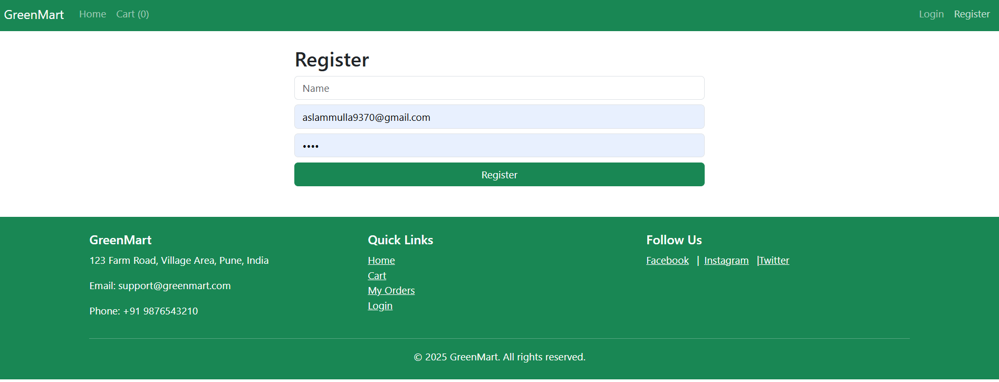 GreenMart Home Cart (0) Login Register
Register
Name
aslammulla9370@gmail.com
••••
Register
GreenMart
123 Farm Road, Village Area, Pune, India
Email: support@greenmart.com
Phone: +91 9876543210
Quick Links
Home
Cart
My Orders
Login
Follow Us
Facebook | Instagram |Twitter
© 2025 GreenMart. All rights reserved.